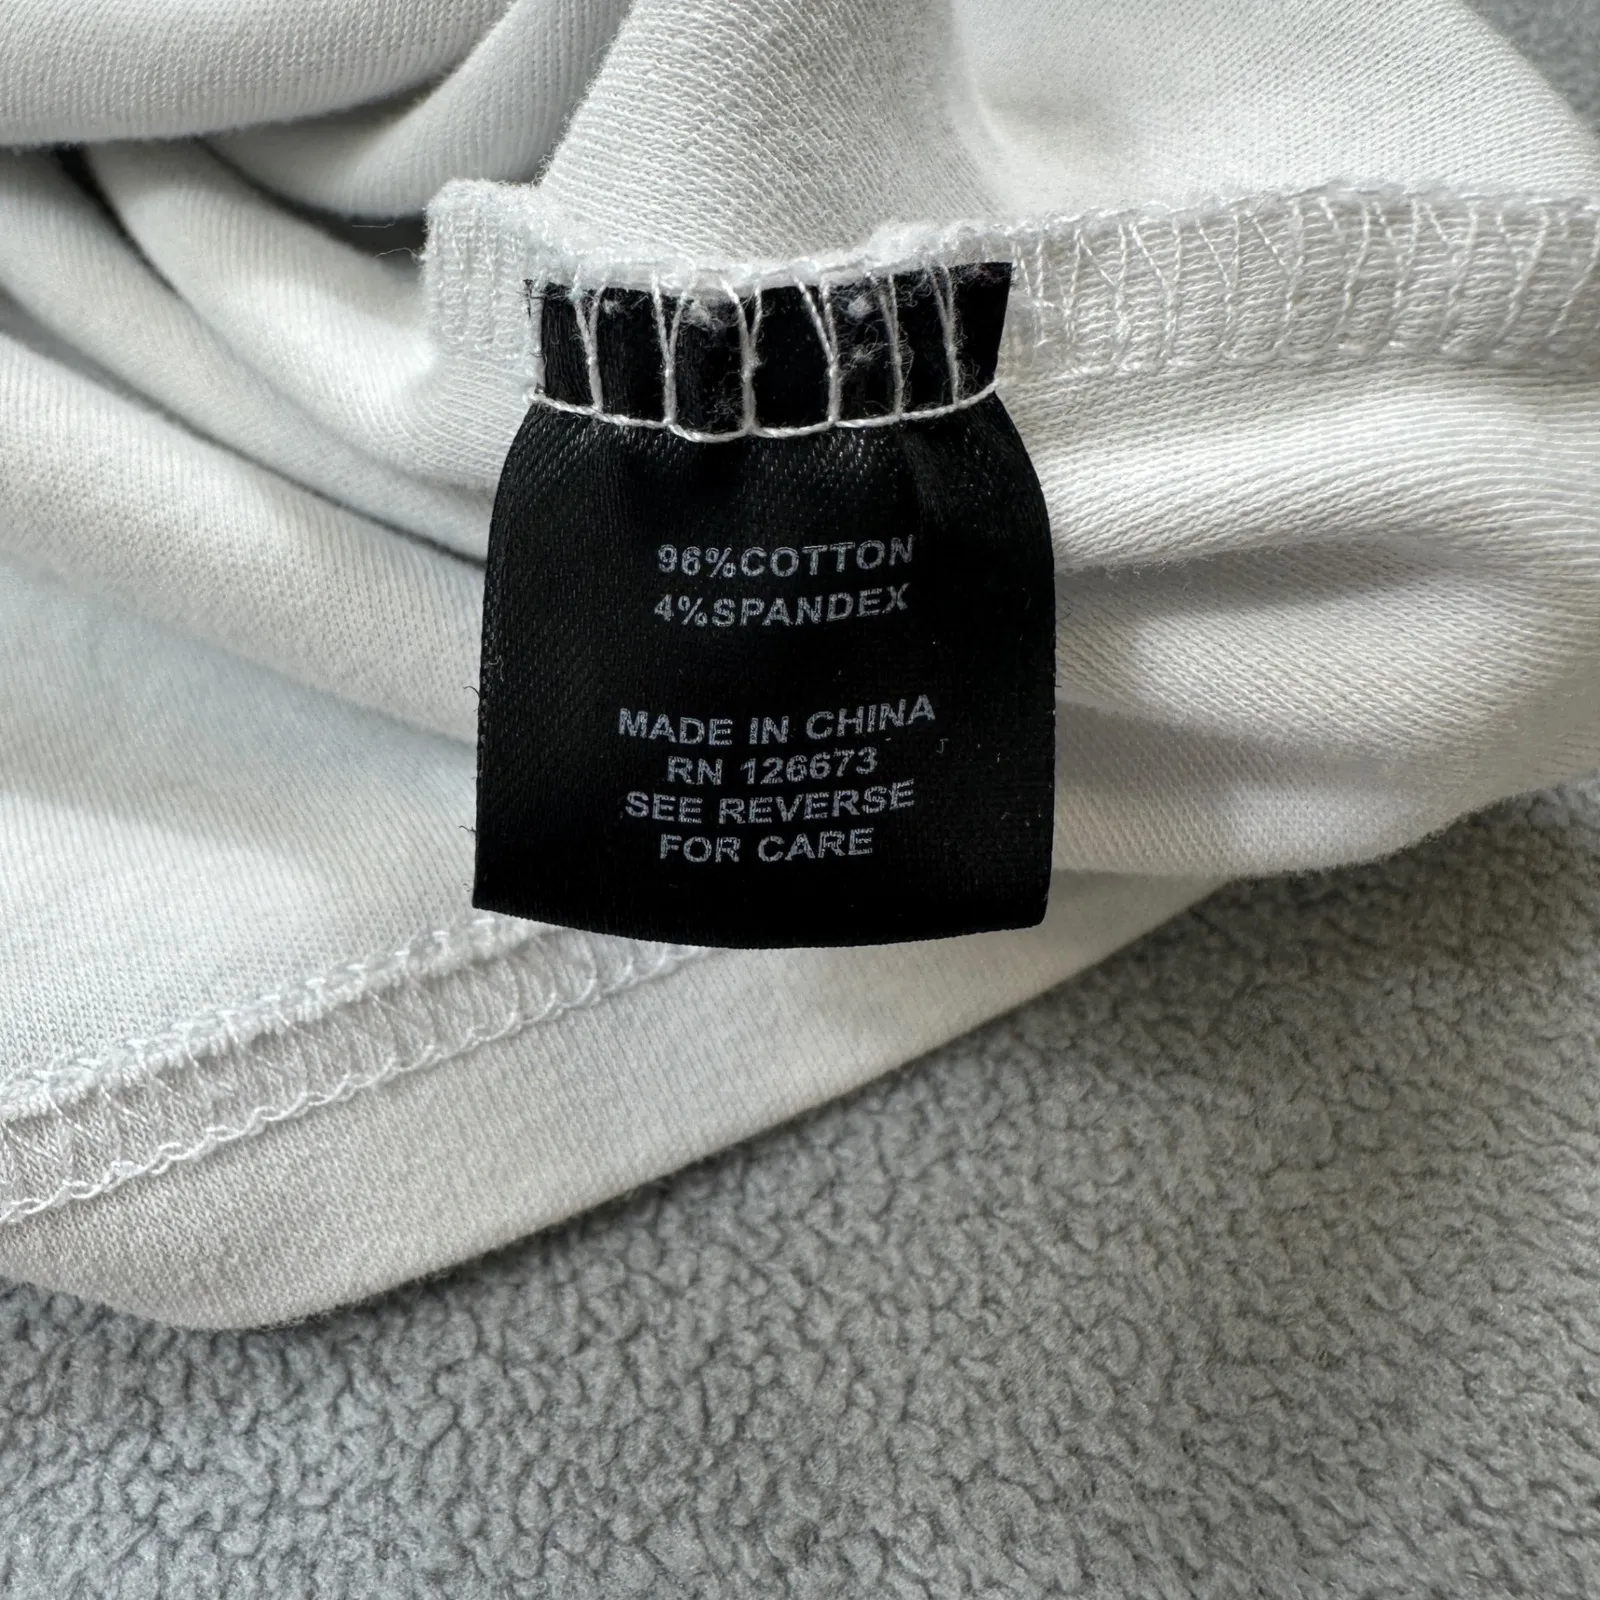 96%COTTON
4%SPANDEX
MADE IN CHINA
RN 126673
SEE REVERSE
FOR CARE